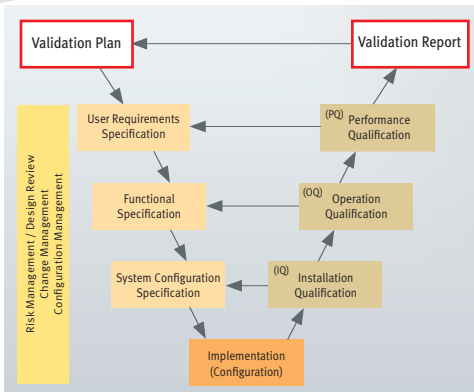 Validation Plan
Validation Report
User Requirements
Specification
(PQ)
Performance
Qualification
Functional
Specification
(OQ)
Operation
Qualification
System Configuration
Specification
(IQ)
Installation
Qualification
Implementation
(Configuration)
Risk Management / Design Review
Change Management
Configuration Management